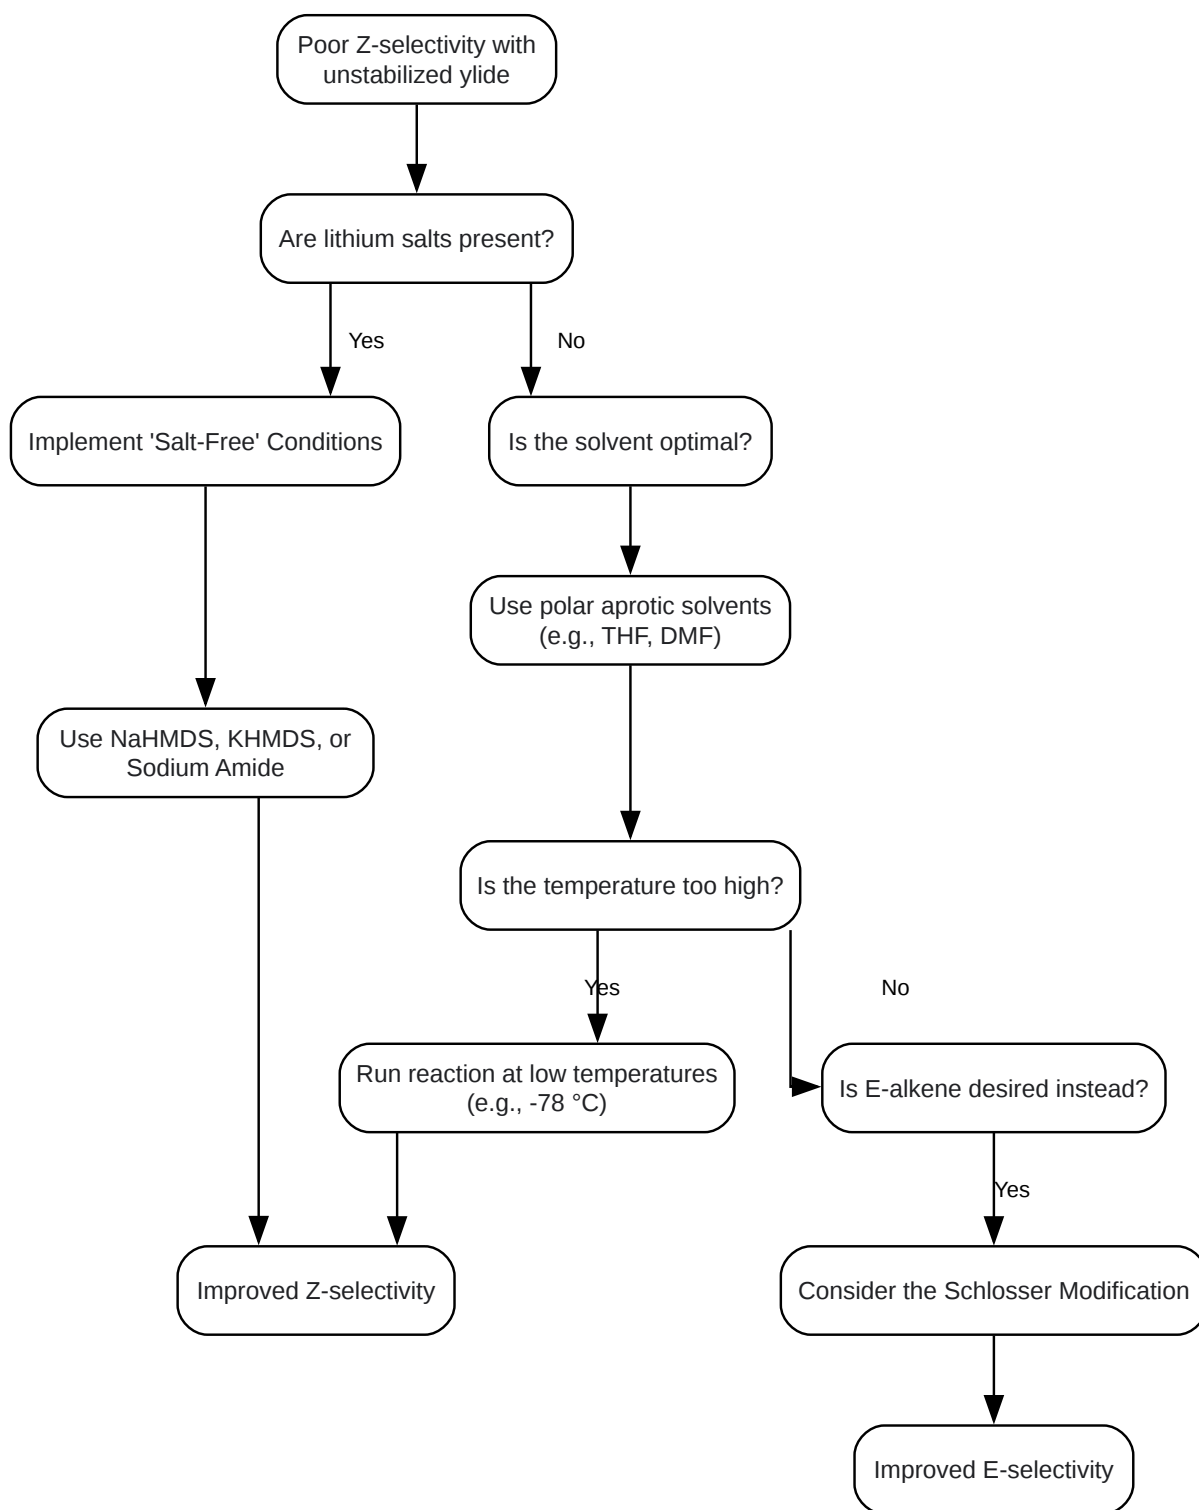 Poor Z-selectivity with
unstabilized ylide
Are lithium salts present?
Yes
No
Implement 'Salt-Free' Conditions
Is the solvent optimal?
Use polar aprotic solvents
(e.g., THF, DMF)
Use NaHMDS, KHMDS, or
Sodium Amide
Is the temperature too high?
Yes
No
Run reaction at low temperatures
(e.g., -78 °C)
Is E-alkene desired instead?
Yes
Improved Z-selectivity
Consider the Schlosser Modification
Improved E-selectivity